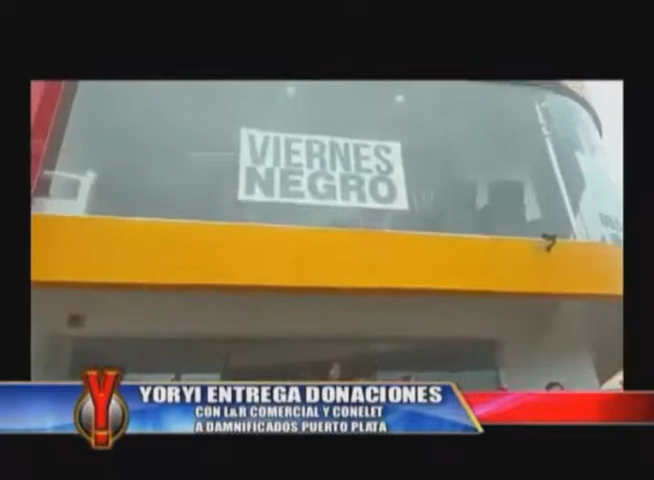 VIERNES
NEGRO
Y!
YORYI ENTREGA DONACIONES
CON L&R COMERCIAL Y CONELET
A DAMNIFICADOS PUERTO PLATA